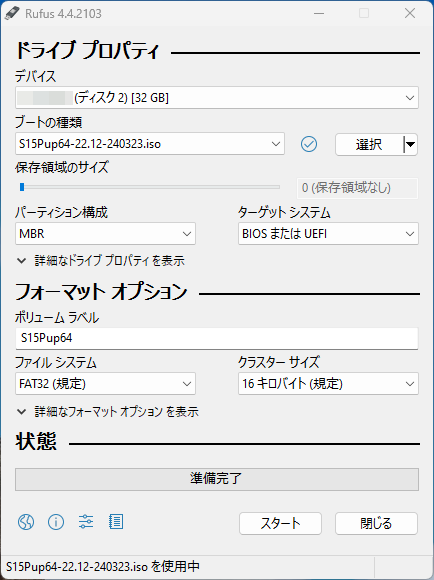 Rufus 4.4.2103
ドライブ プロパティ
デバイス
(ディスク 2) [32 GB]
ブートの種類
S15Pup64-22.12-240323.iso
選択
保存領域のサイズ
0 (保存領域なし)
パーティション構成
ターゲット システム
MBR
BIOS または UEFI
詳細なドライブ プロパティを表示
フォーマット オプション
ボリューム ラベル
S15Pup64
ファイル システム
クラスター サイズ
FAT32 (規定)
16 キロバイト (規定)
詳細なフォーマット オプションを表示
状態
準備完了
スタート
閉じる
S15Pup64-22.12-240323.iso を使用中